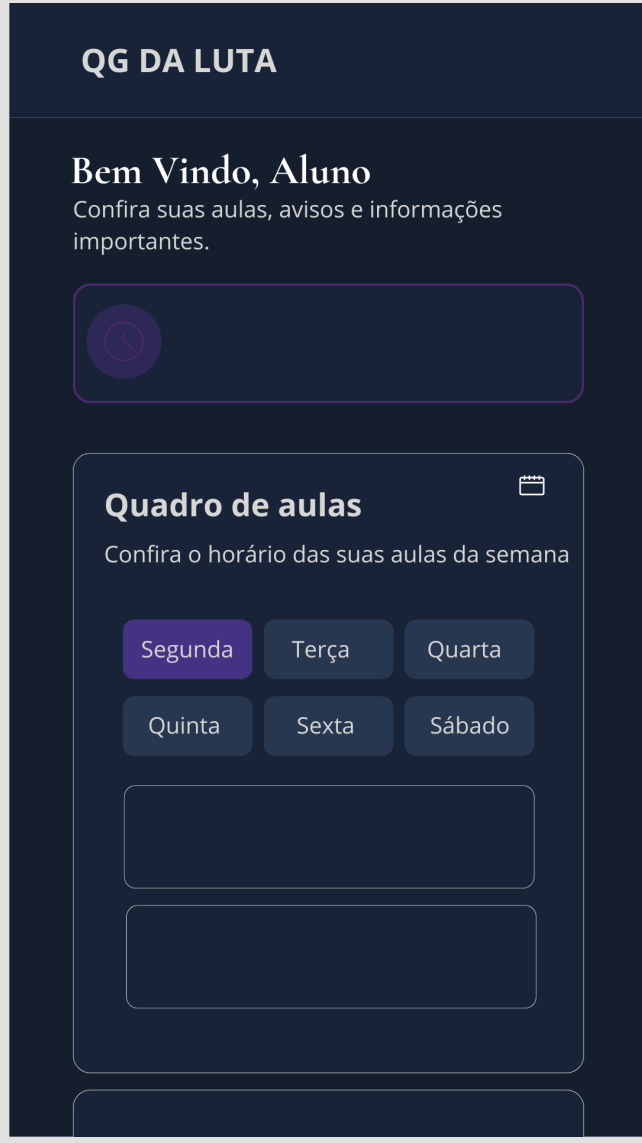 QG DA LUTA
Bem Vindo, Aluno
Confira suas aulas, avisos e informações
importantes.
Quadro de aulas
Confira o horário das suas aulas da semana
Segunda
Terça
Quarta
Quinta
Sexta
Sábado